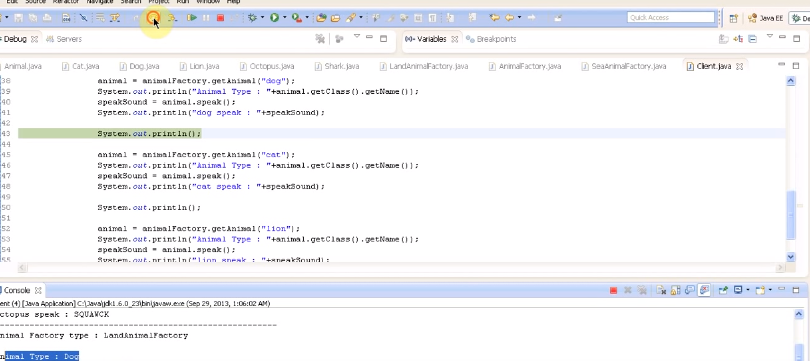 Edit Source Refactor Navigate Search Project Run Window Help
Quick Access
Java EE
De
Debug
Servers
Variables
Breakpoints
Animal.java
Cat.java
Dog.java
Lion.java
Octopus.java
Shark.java
LandAnimalFactory.java
AnimalFactory.java
SeaAnimalFactory.java
Client.java
38 animal = animalFactory.getAnimal("dog");
39 System.out.println("Animal Type : "+animal.getClass().getName());
40 speakSound = animal.speak();
41 System.out.println("dog speak : "+speakSound);
42
43 System.out.println();
44
45 animal = animalFactory.getAnimal("cat");
46 System.out.println("Animal Type : "+animal.getClass().getName());
47 speakSound = animal.speak();
48 System.out.println("cat speak : "+speakSound);
49
50 System.out.println();
51
52 animal = animalFactory.getAnimal("lion");
53 System.out.println("Animal Type : "+animal.getClass().getName());
54 speakSound = animal.speak();
55 System.out.println("lion speak : "+speakSound);
Console
ent (4) [Java Application] C:\Java\jdk1.6.0_23\bin\javaw.exe (Sep 29, 2013, 1:06:02 AM)
ctopus speak : SQUAWCK
---------------------------------------------------
nimal Factory type : LandAnimalFactory
nimal Type : Dog